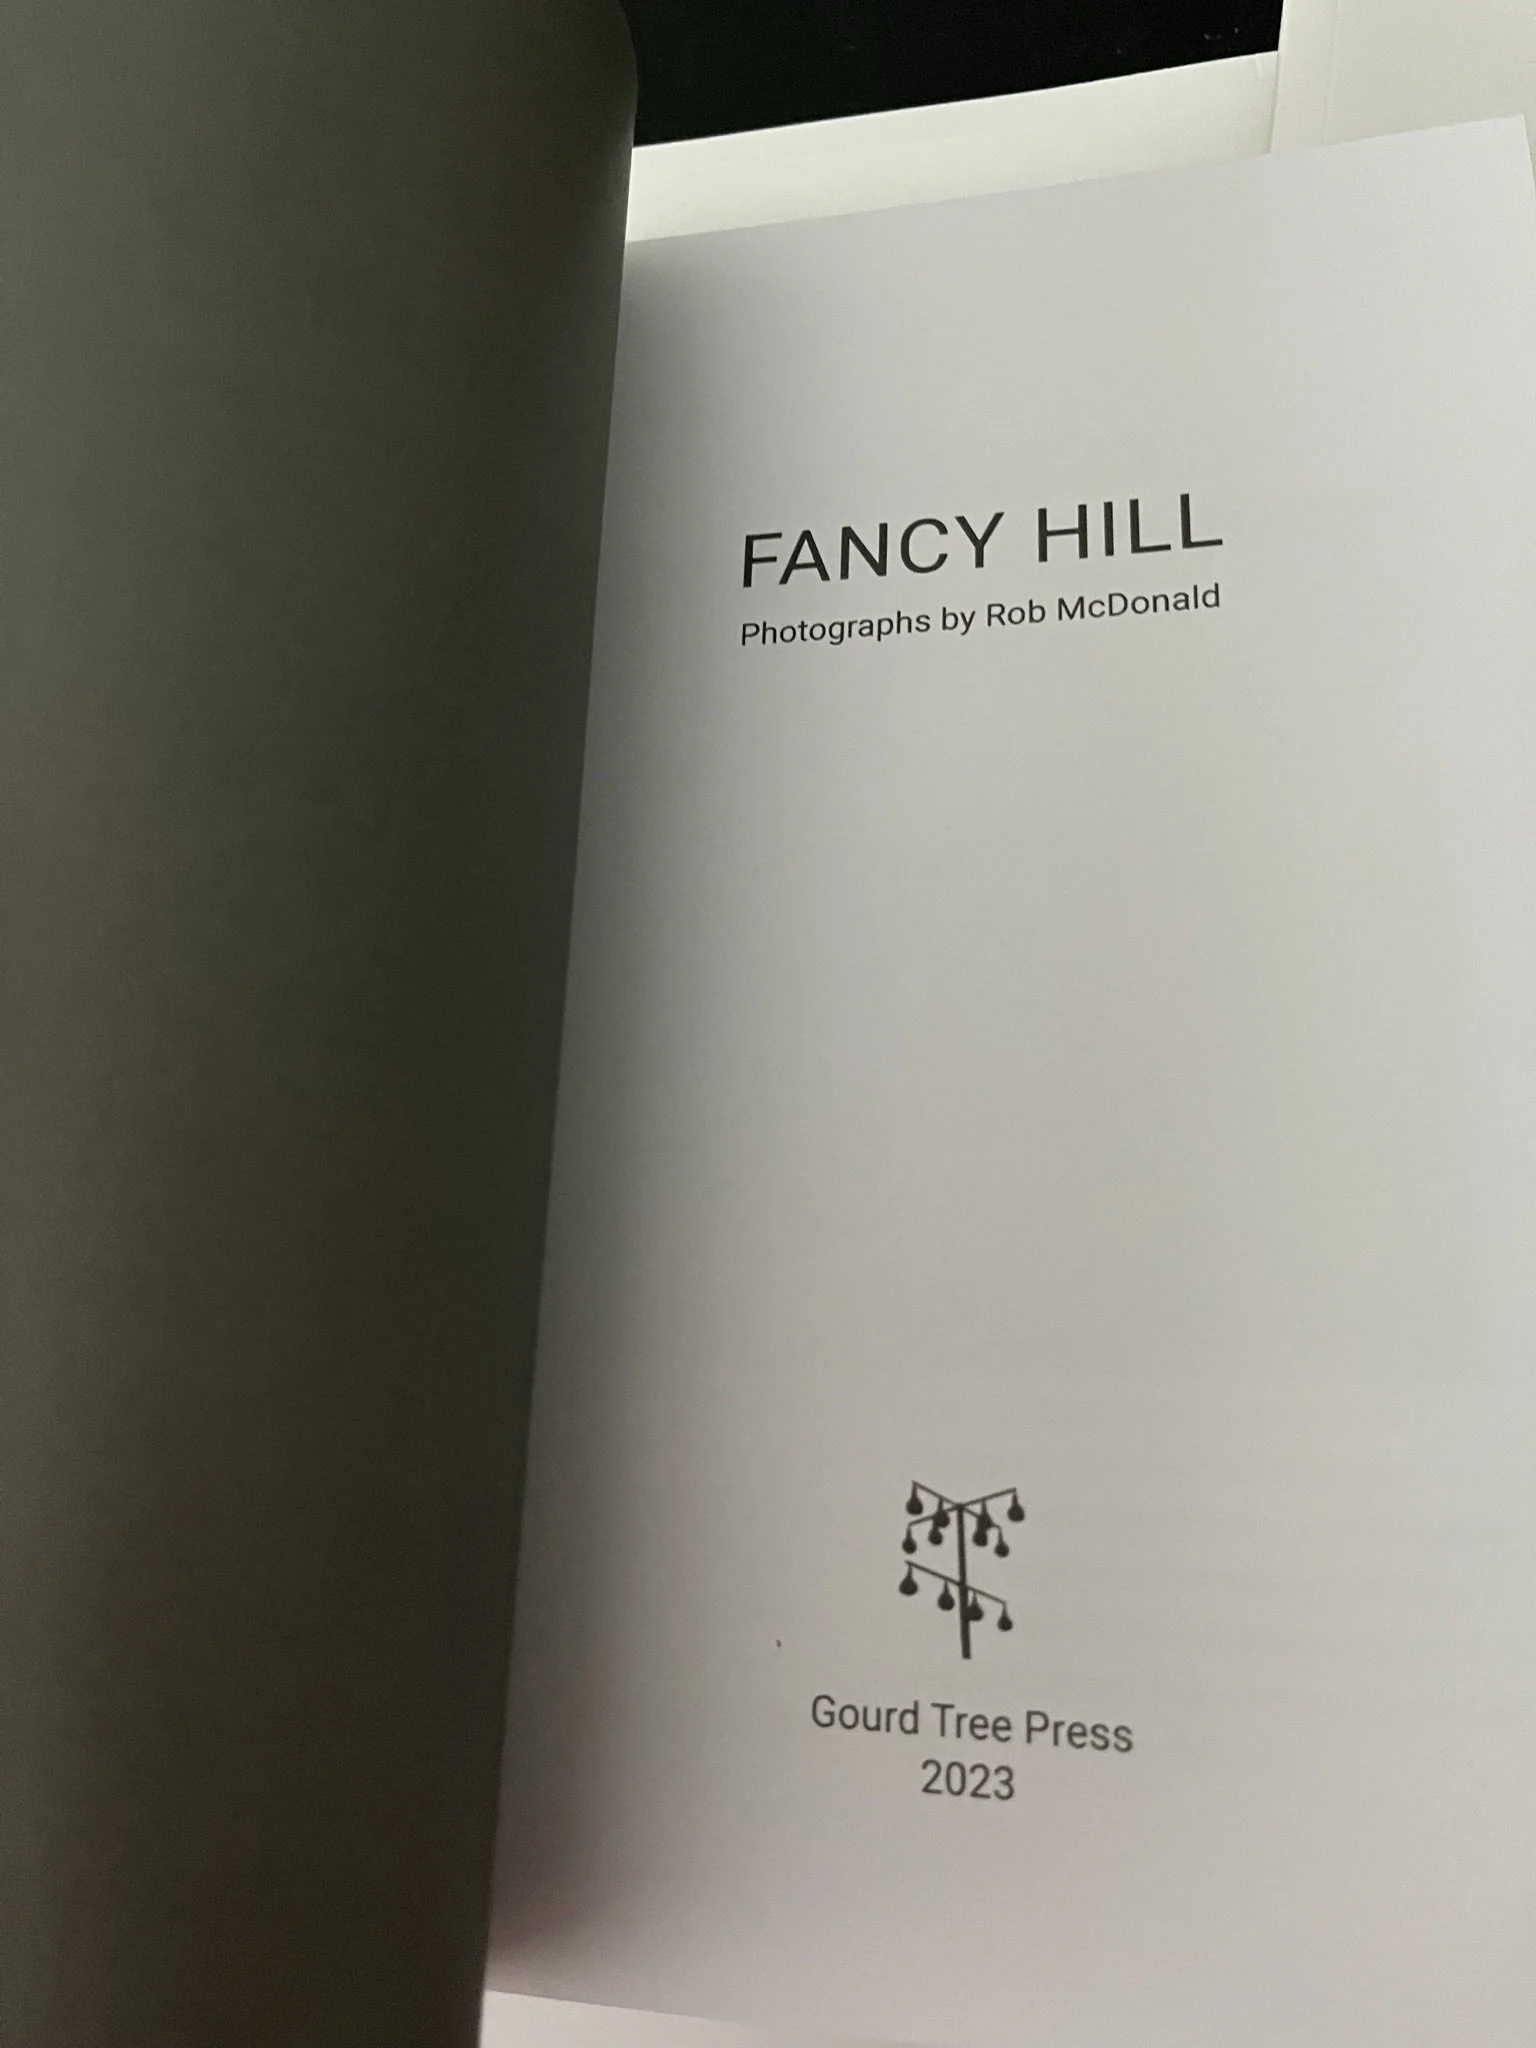 FANCY HILL
Photographs by Rob McDonald
Gourd Tree Press
2023